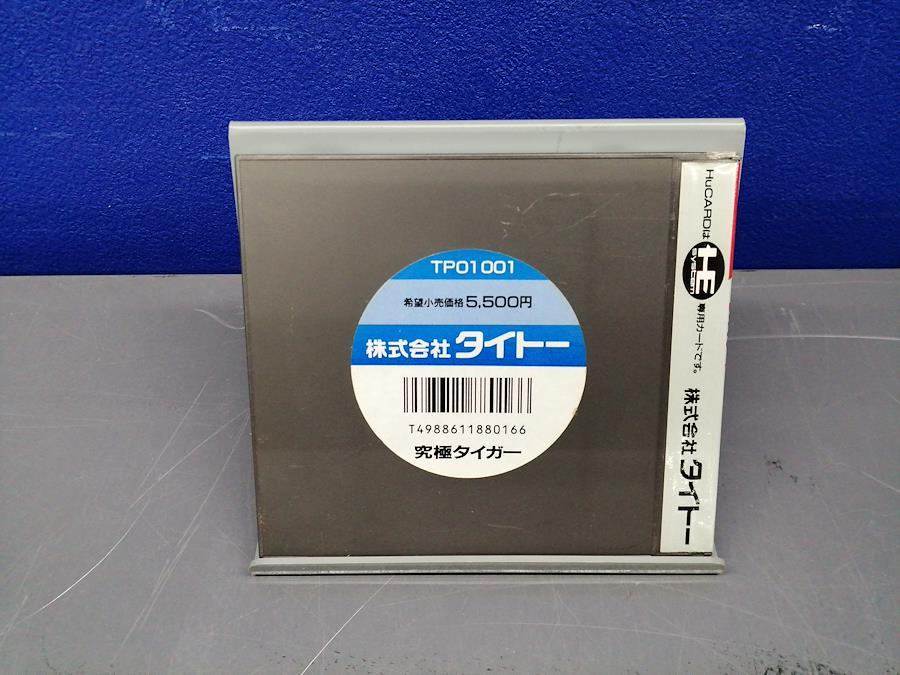 TP01001
希望小売価格5,500円
株式会社タイトー
T4988611880166
究極タイガー
HuCARDは HE system 専用カードです。
株式会社タイトー